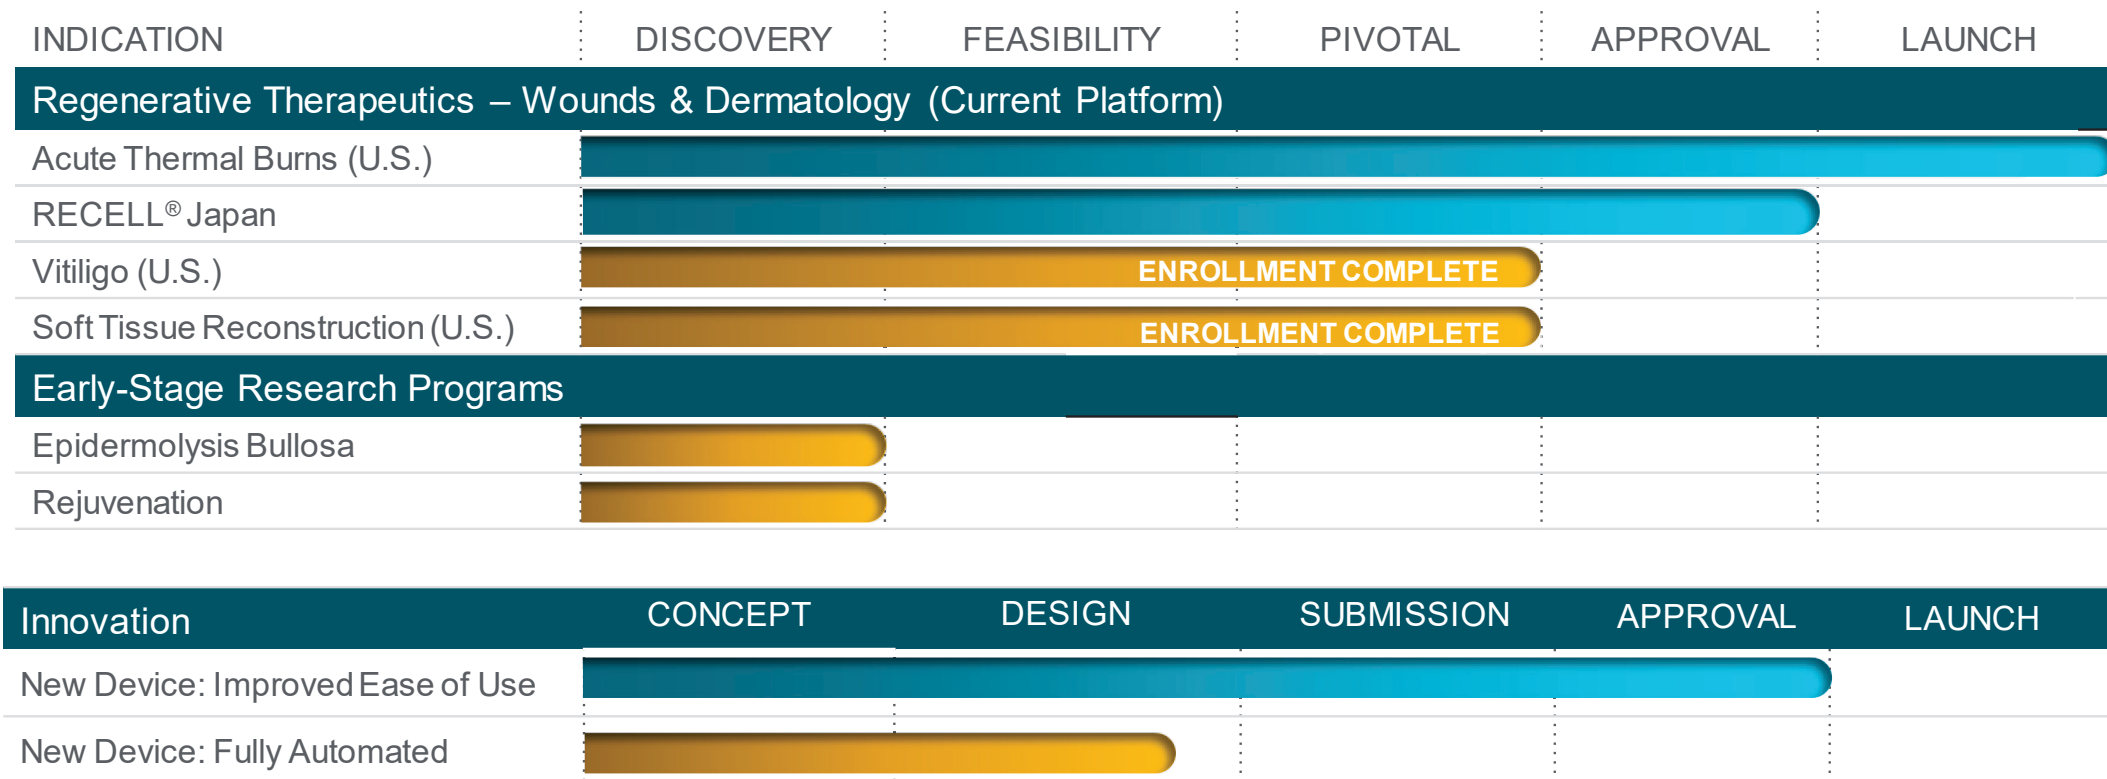 INDICATION DISCOVERY FEASIBILITY PIVOTAL APPROVAL LAUNCH
Regenerative Therapeutics – Wounds & Dermatology (Current Platform)
Acute Thermal Burns (U.S.)
RECELL® Japan
Vitiligo (U.S.) ENROLLMENT COMPLETE
Soft Tissue Reconstruction (U.S.) ENROLLMENT COMPLETE
Early-Stage Research Programs
Epidermolysis Bullosa
Rejuvenation
Innovation CONCEPT DESIGN SUBMISSION APPROVAL LAUNCH
New Device: Improved Ease of Use
New Device: Fully Automated